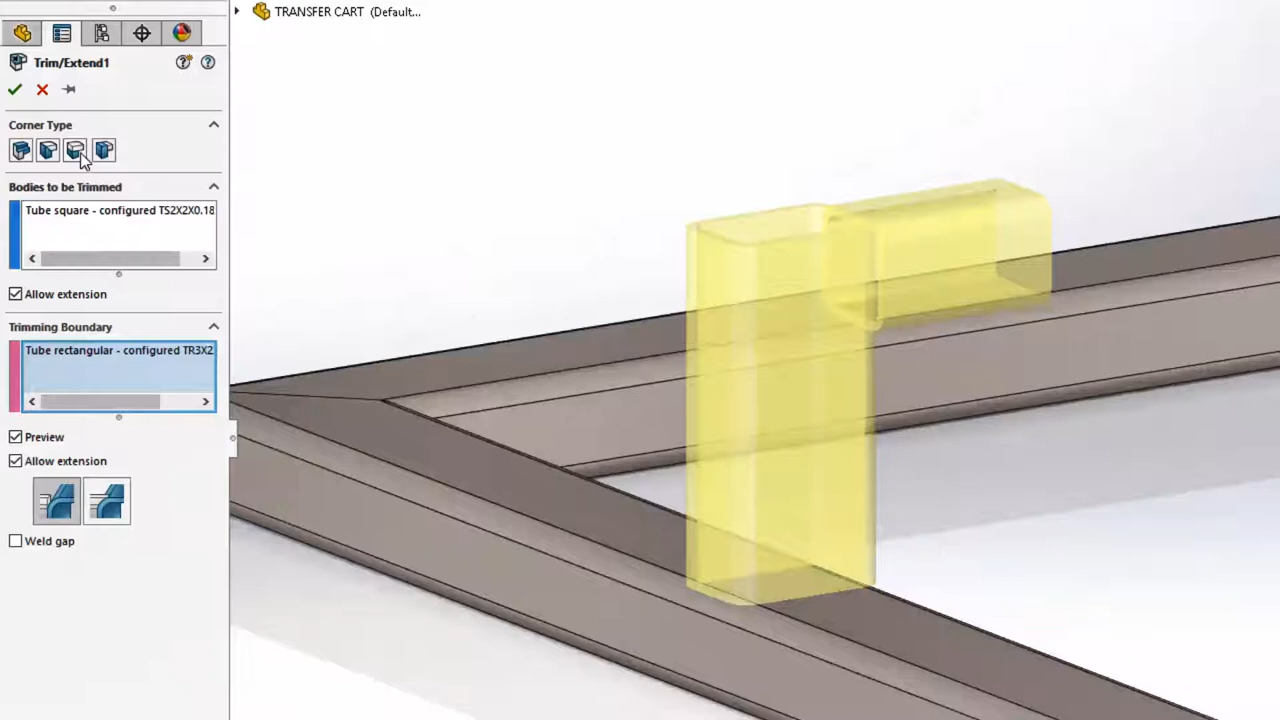 TRANSFER CART (Default...
Trim/Extend1
Corner Type
Bodies to be Trimmed
Tube square - configured TS2X2X0.18
Allow extension
Trimming Boundary
Tube rectangular - configured TR3X2
Preview
Allow extension
Weld gap